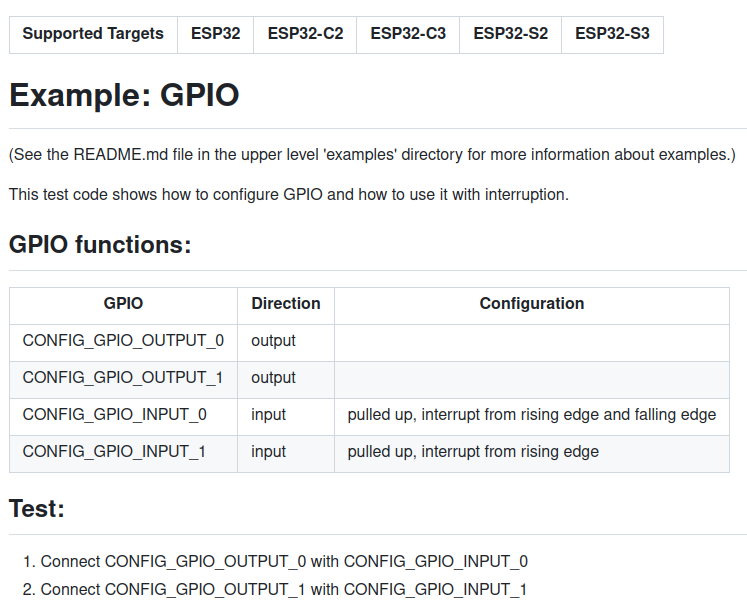 Supported Targets ESP32 ESP32-C2 ESP32-C3 ESP32-S2 ESP32-S3
Example: GPIO
(See the README.md file in the upper level 'examples' directory for more information about examples.)
This test code shows how to configure GPIO and how to use it with interruption.
GPIO functions:
GPIO Direction Configuration
CONFIG_GPIO_OUTPUT_0 output
CONFIG_GPIO_OUTPUT_1 output
CONFIG_GPIO_INPUT_0 input pulled up, interrupt from rising edge and falling edge
CONFIG_GPIO_INPUT_1 input pulled up, interrupt from rising edge
Test:
1. Connect CONFIG_GPIO_OUTPUT_0 with CONFIG_GPIO_INPUT_0
2. Connect CONFIG_GPIO_OUTPUT_1 with CONFIG_GPIO_INPUT_1